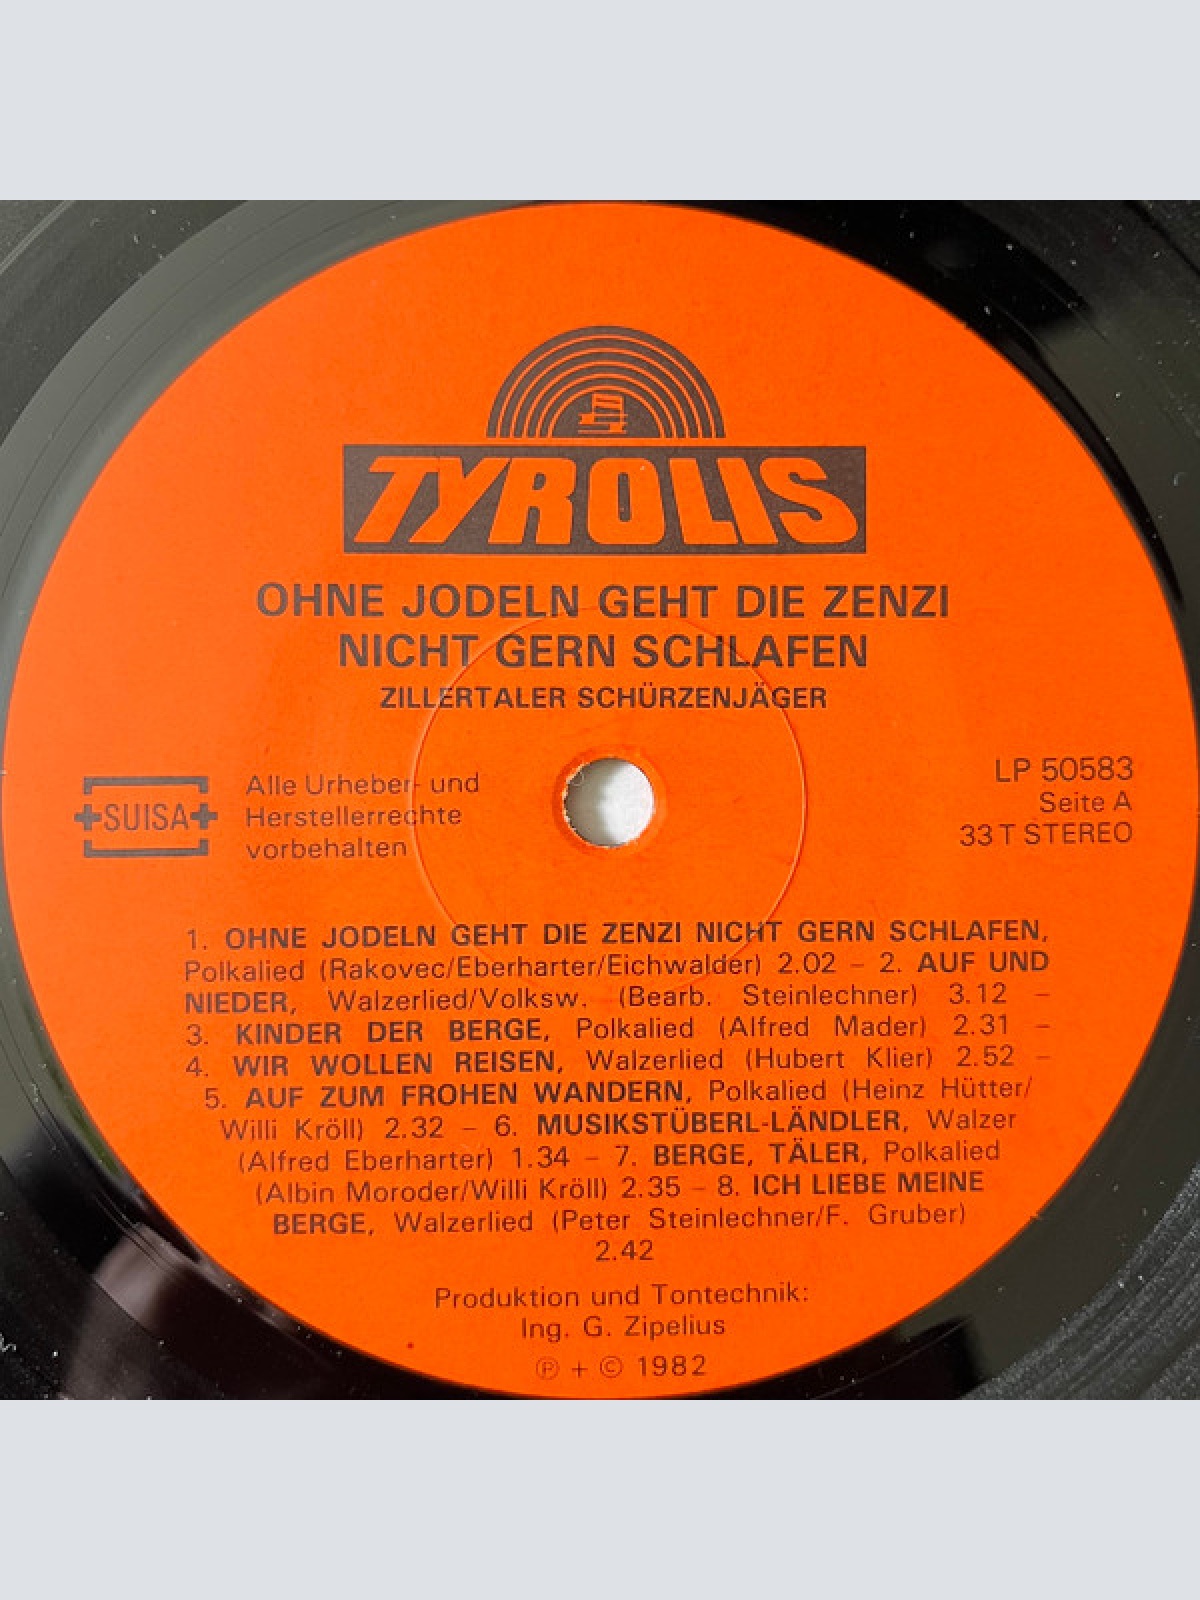 TYROLIS
OHNE JODELN GEHT DIE ZENZI
NICHT GERN SCHLAFEN
ZILLERTALER SCHÜRZENJÄGER
SUISA
Alle Urheber- und
Herstellerrechte
vorbehalten
LP 50583
Seite A
33 T STEREO
1. OHNE JODELN GEHT DIE ZENZI NICHT GERN SCHLAFEN,
Polkalied (Rakovec/Eberharter/Eichwalder) 2.02 – 2. AUF UND
NIEDER, Walzerlied/Volksw. (Bearb. Steinlechner) 3.12 –
3. KINDER DER BERGE, Polkalied (Alfred Mader) 2.31 –
4. WIR WOLLEN REISEN, Walzerlied (Hubert Klier) 2.52 –
5. AUF ZUM FROHEN WANDERN, Polkalied (Heinz Hütter/
Willi Kröll) 2.32 – 6. MUSIKSTÜBERL-LÄNDLER, Walzer
(Alfred Eberharter) 1.34 – 7. BERGE, TÄLER, Polkalied
(Albin Moroder/Willi Kröll) 2.35 – 8. ICH LIEBE MEINE
BERGE, Walzerlied (Peter Steinlechner/F. Gruber)
2.42
Produktion und Tontechnik:
Ing. G. Zipelius
℗ + © 1982